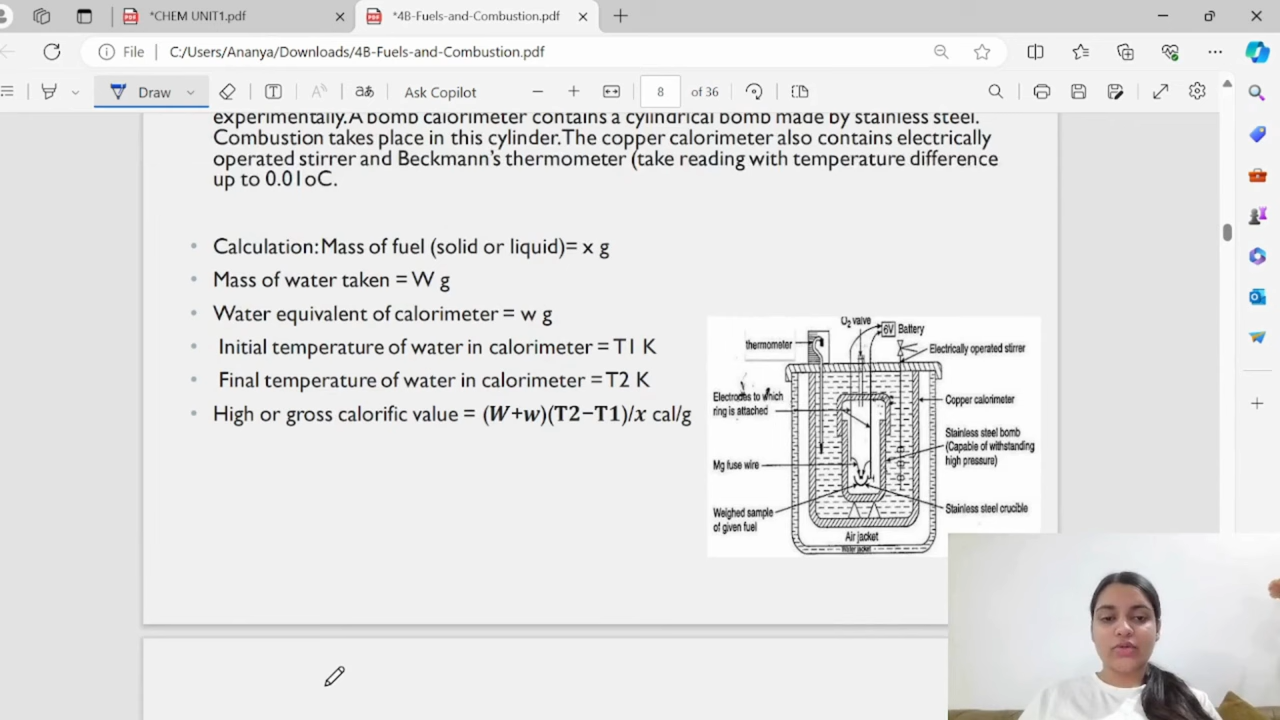 *CHEM UNIT1.pdf
*4B-Fuels-and-Combustion.pdf
File
C:/Users/Ananya/Downloads/4B-Fuels-and-Combustion.pdf
Draw
Ask Copilot
8
of 36
experimentally.A bomb calorimeter contains a cylindrical bomb made by stainless steel.
Combustion takes place in this cylinder.The copper calorimeter also contains electrically
operated stirrer and Beckmann's thermometer (take reading with temperature difference
up to 0.01oC.
• Calculation:Mass of fuel (solid or liquid)= x g
• Mass of water taken = W g
• Water equivalent of calorimeter = w g
• Initial temperature of water in calorimeter = T1 K
• Final temperature of water in calorimeter =T2 K
• High or gross calorific value = (W+w)(T2−T1)/x cal/g
O2 valve
6V Battery
thermometer
Electrically operated stirrer
Electrodes to which
ring is attached
Copper calorimeter
Stainless steel bomb
(Capable of withstanding
high pressure)
Mg fuse wire
Weighed sample
of given fuel
Stainless steel crucible
Air jacket
Water jacket